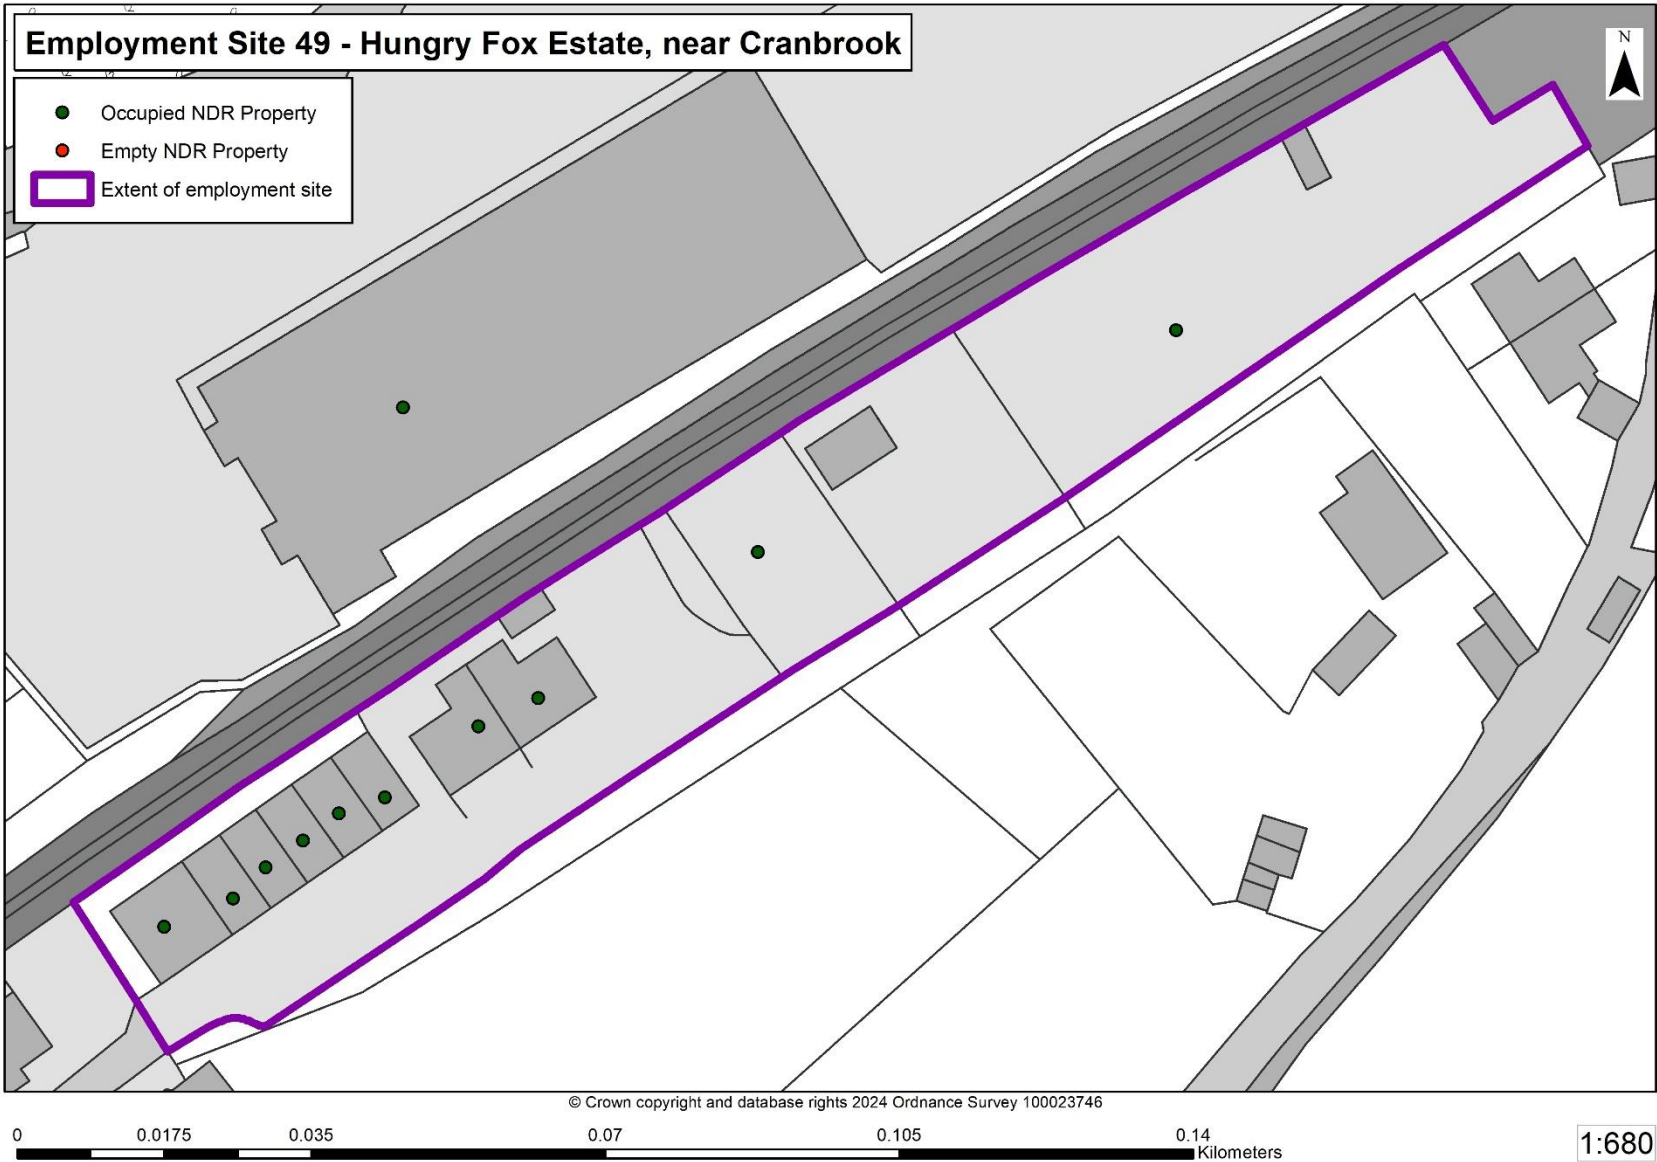 Employment Site 49 - Hungry Fox Estate, near Cranbrook
N
Occupied NDR Property
Empty NDR Property
Extent of employment site
© Crown copyright and database rights 2024 Ordnance Survey 100023746
0 0.0175 0.035 0.07 0.105 0.14
Kilometers
1:680